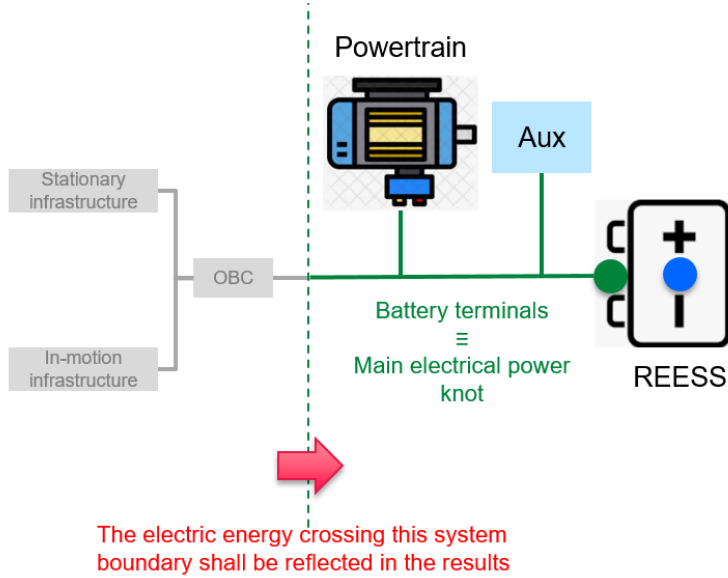 Powertrain
Aux
Stationary
infrastructure
OBC
In-motion
infrastructure
Battery terminals
≡
Main electrical power
knot
REESS
The electric energy crossing this system
boundary shall be reflected in the results